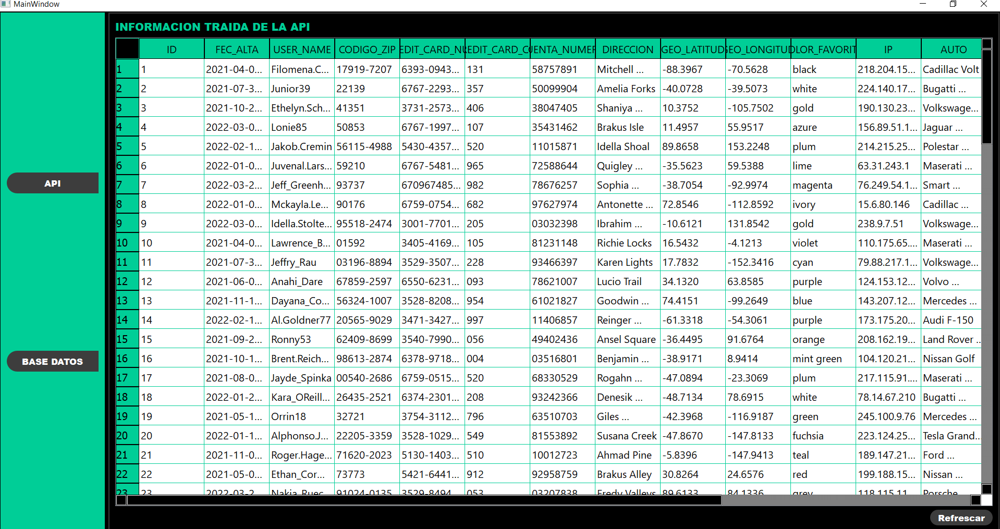 MainWindow
INFORMACION TRAIDA DE LA API
ID FEC_ALTA USER_NAME CODIGO_ZIP EDIT_CARD_NU EDIT_CARD_C UENTA_NUMER DIRECCION GEO_LATITUD GEO_LONGITUD OLOR_FAVORIT IP AUTO
1 1 2021-04-0... Filomena.C... 17919-7207 6393-0943... 131 58757891 Mitchell ... -88.3967 -70.5628 black 218.204.15... Cadillac Volt
2 2 2021-07-3... Junior39 22139 6767-2293... 357 50099904 Amelia Forks -40.0728 -39.5073 white 224.140.17... Bugatti ...
3 3 2021-10-2... Ethelyn.Sch... 41351 3731-2573... 406 38047405 Shaniya ... 10.3752 -105.7502 gold 190.130.23... Volkswage...
4 4 2022-03-0... Lonie85 50853 6767-1997... 107 35431462 Brakus Isle 11.4957 55.9517 azure 156.89.51.1... Jaguar ...
5 5 2022-02-1... Jakob.Cremin 56115-4988 5430-4357... 520 11015871 Idella Shoal 89.8658 153.2248 plum 214.215.25... Polestar ...
6 6 2022-01-0... Juvenal.Lars... 59210 6767-5481... 965 72588644 Quigley ... -35.5623 59.5388 lime 63.31.243.1 Maserati ...
7 7 2022-03-2... Jeff_Greenh... 93737 670967485... 982 78676257 Sophia ... -38.7054 -92.9974 magenta 76.249.54.1... Smart ...
8 8 2022-01-0... Mckayla.Le... 90176 6759-0754... 682 97627974 Antonette ... 72.8546 -112.8592 ivory 15.6.80.146 Cadillac ...
9 9 2022-03-0... Idella.Stolte... 95518-2474 3001-7701... 205 03032398 Ibrahim ... -10.6121 131.8542 gold 238.9.7.51 Volkswage...
10 10 2021-04-0... Lawrence_B... 01592 3405-4169... 105 81231148 Richie Locks 16.5432 -4.1213 violet 110.175.65.... Maserati ...
11 11 2021-07-3... Jeffry_Rau 03196-8894 3529-3507... 228 93466397 Karen Lights 17.7832 -152.3416 cyan 79.88.217.1... Volkswage...
12 12 2021-06-0... Anahi_Dare 67859-2597 6550-6231... 093 78621007 Lucio Trail 34.1320 63.8585 purple 124.153.12... Volvo ...
13 13 2021-11-1... Dayana_Co... 56324-1007 3528-8208... 954 61021827 Goodwin ... 74.4151 -99.2649 blue 143.207.12... Mercedes ...
14 14 2022-02-1... Al.Goldner77 20565-9029 3471-3427... 997 11406857 Reinger ... -61.3318 -54.3061 purple 173.175.20... Audi F-150
15 15 2021-09-2... Ronny53 62409-8699 3540-7990... 056 49402436 Ansel Square -36.4495 91.6764 orange 208.162.19... Land Rover ..
16 16 2021-10-1... Brent.Reich... 98613-2874 6378-9718... 004 03516801 Benjamin ... -38.9171 8.9414 mint green 104.120.21... Nissan Golf
17 17 2021-08-0... Jayde_Spinka 00540-2686 6759-0515... 520 68330529 Rogahn ... -47.0894 -23.3069 plum 217.115.91.... Maserati ...
18 18 2022-01-2... Kara_OReill... 26435-2521 6374-2301... 208 93242366 Denesik ... -48.7134 78.6915 white 78.14.67.210 Bugatti ...
19 19 2021-05-1... Orrin18 32721 3754-3112... 796 63510703 Giles ... -42.3968 -116.9187 green 245.100.9.76 Mercedes ...
20 20 2022-01-1... Alphonso.J... 22205-3359 3528-1029... 549 81553892 Susana Creek -47.8670 -147.8133 fuchsia 223.124.25... Tesla Grand..
21 21 2021-11-0... Roger.Hage... 71620-2023 5130-1403... 510 10012723 Ahmad Pine -5.8396 -147.9413 teal 189.147.21... Ford ...
22 22 2021-05-0... Ethan_Cor... 73773 5421-6441... 912 92958759 Brakus Alley 30.8264 24.6576 red 199.188.15... Nissan ...
23 23 2022-03-2... Nakia_Ruec... 91024-0135 3529-8494... 053 03207838 Fredy Valleys 89.6133 84.1336 grey 118.115.11... Porsche ...
API
BASE DATOS
Refrescar